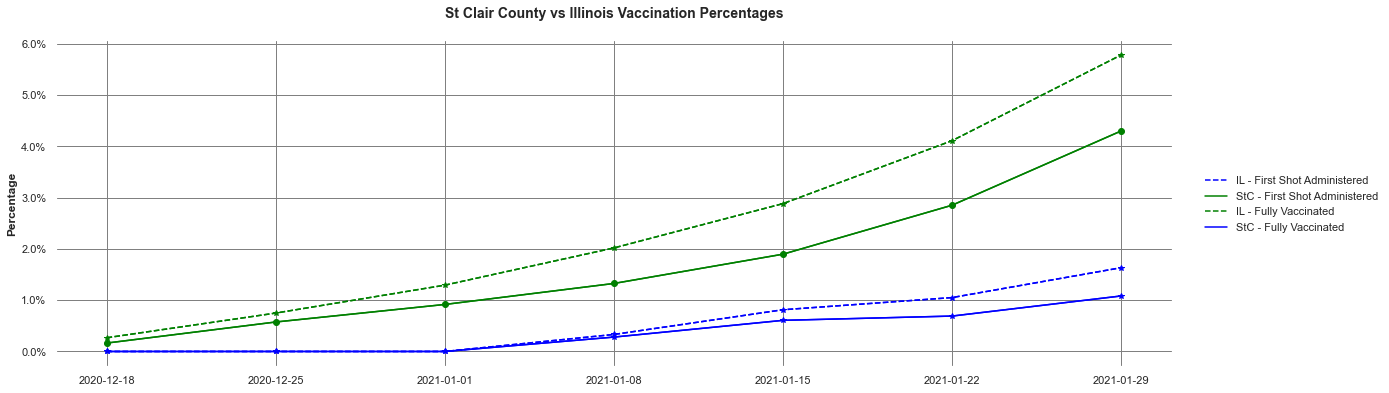 St Clair County vs Illinois Vaccination Percentages
6.0%
5.0%
4.0%
3.0%
2.0%
1.0%
0.0%
Percentage
2020-12-18 2020-12-25 2021-01-01 2021-01-08 2021-01-15 2021-01-22 2021-01-29
IL - First Shot Administered
StC - First Shot Administered
IL - Fully Vaccinated
StC - Fully Vaccinated